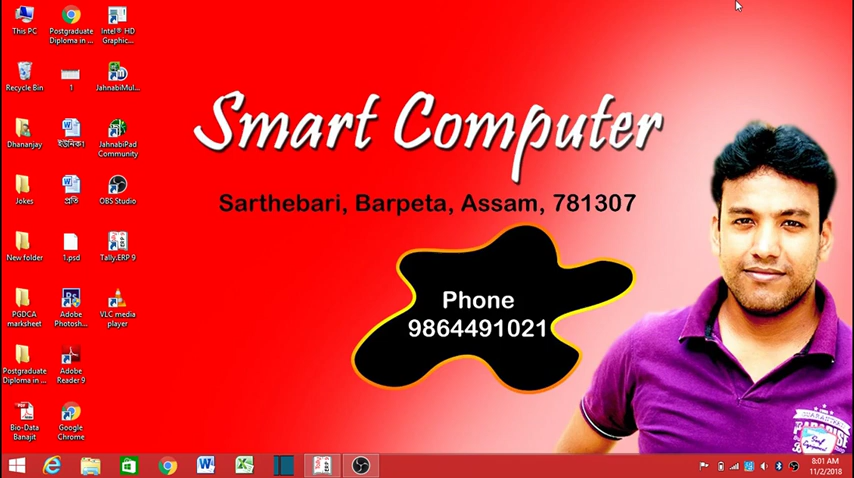 This PC
Postgraduate
Diploma in ...
Intel® HD
Graphic...
Recycle Bin
1
JahnabiMul...
Dhananjay
ইউনিক1
JahnabiPad
Community
Jokes
প্রতি
OBS Studio
New folder
1.psd
Tally.ERP 9
PGDCA
marksheet
Adobe
Photosh...
VLC media
player
Postgraduate
Diploma in ...
Adobe
Reader 9
Bio-Data
Banajit
Google
Chrome
Smart Computer
Sarthebari, Barpeta, Assam, 781307
Phone
9864491021
8:01 AM
11/2/2018